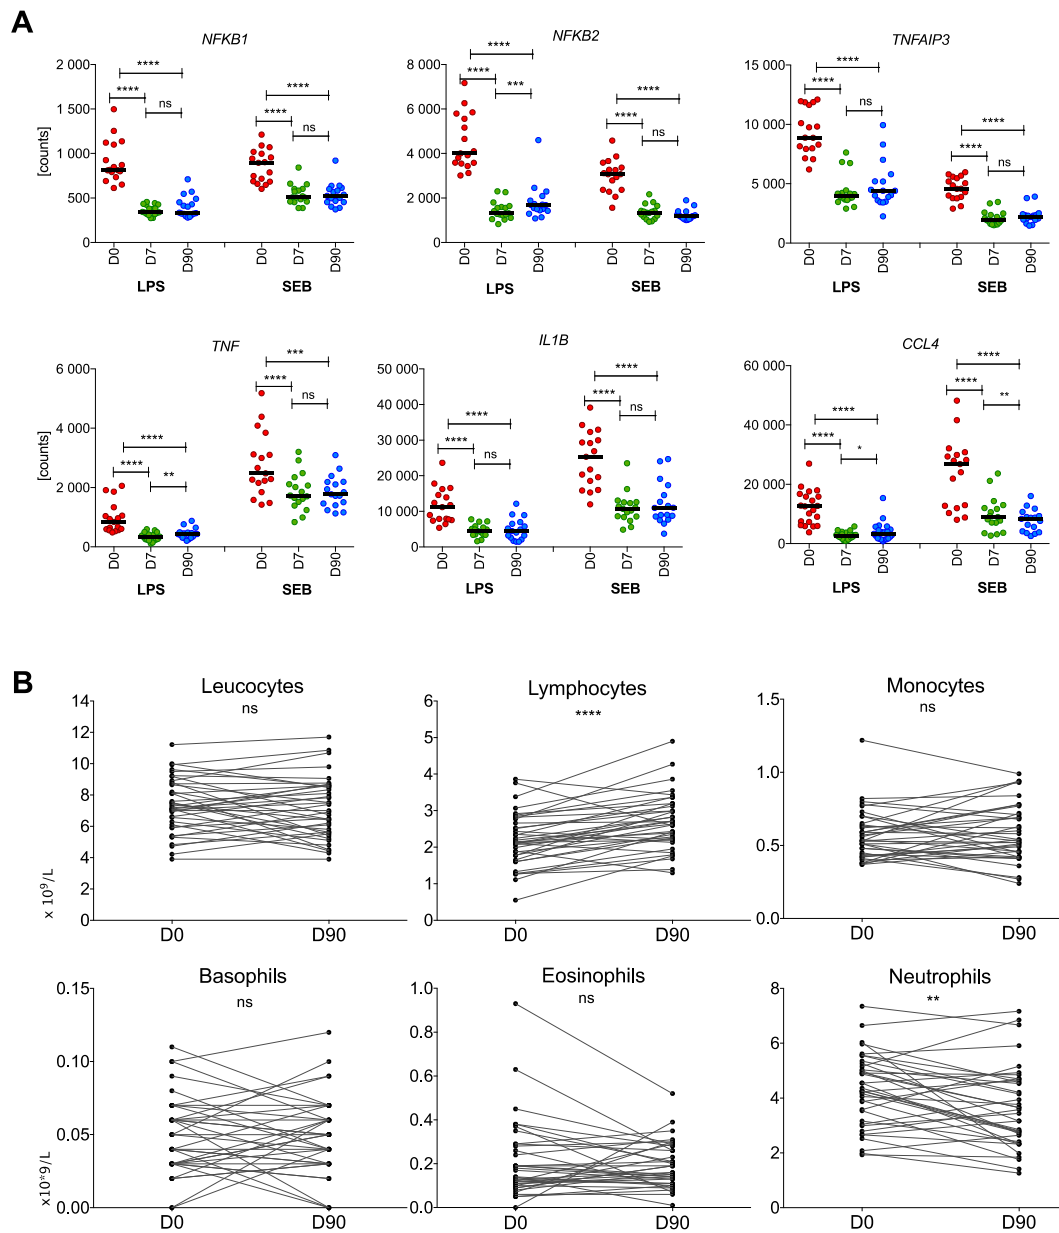 A
NFKB1
NFKB2
TNFAIP3
[counts]
2 000
1 500
1 000
500
0
**** **** ns
**** **** ns
D0 D7 D90 D0 D7 D90
LPS SEB
8 000
6 000
4 000
2 000
0
**** **** ***
**** **** ns
D0 D7 D90 D0 D7 D90
LPS SEB
15 000
10 000
5 000
0
**** **** ns
**** **** ns
D0 D7 D90 D0 D7 D90
LPS SEB
TNF
IL1B
CCL4
[counts]
6 000
4 000
2 000
0
**** **** **
*** **** ns
D0 D7 D90 D0 D7 D90
LPS SEB
50 000
40 000
30 000
20 000
10 000
0
**** **** ns
**** **** ns
D0 D7 D90 D0 D7 D90
LPS SEB
60 000
40 000
20 000
0
**** **** *
**** **** **
D0 D7 D90 D0 D7 D90
LPS SEB
B
Leucocytes
ns
x 10⁹/L
14
12
10
8
6
4
2
0
D0 D90
Lymphocytes
****
6
5
4
3
2
1
0
D0 D90
Monocytes
ns
1.5
1.0
0.5
0.0
D0 D90
Basophils
ns
x10*9/L
0.15
0.10
0.05
0.00
D0 D90
Eosinophils
ns
1.0
0.8
0.6
0.4
0.2
0.0
D0 D90
Neutrophils
**
8
6
4
2
0
D0 D90